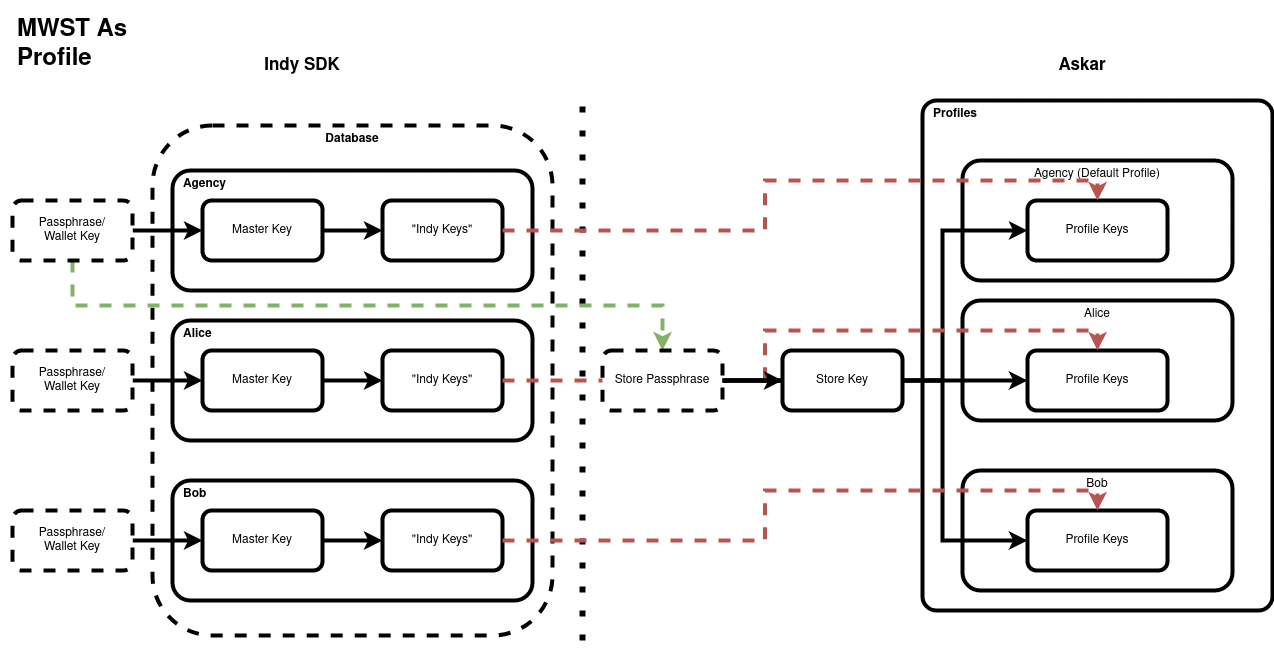 MWST As
Profile
Indy SDK
Askar
Database
Profiles
Agency
Agency (Default Profile)
Passphrase/
Wallet Key
Master Key
"Indy Keys"
Profile Keys
Alice
Alice
Passphrase/
Wallet Key
Master Key
"Indy Keys"
Store Passphrase
Store Key
Profile Keys
Bob
Bob
Passphrase/
Wallet Key
Master Key
"Indy Keys"
Profile Keys